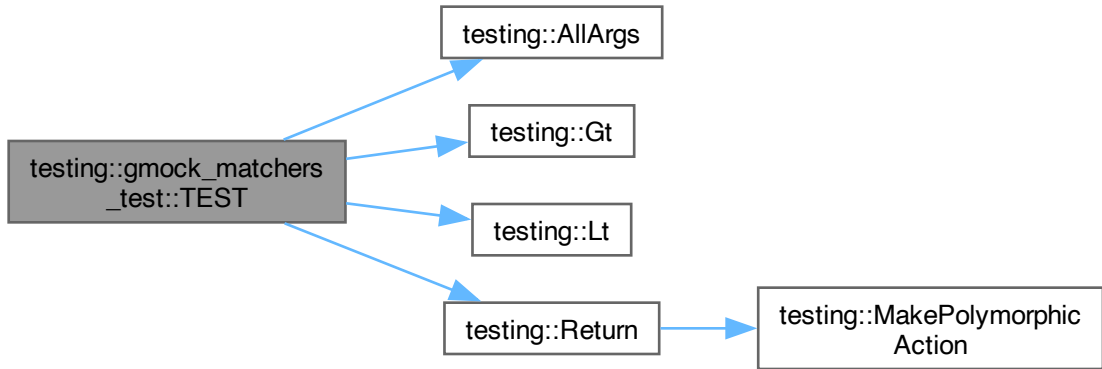 testing::AllArgs
testing::Gt
testing::gmock_matchers
_test::TEST
testing::Lt
testing::Return
testing::MakePolymorphic
Action